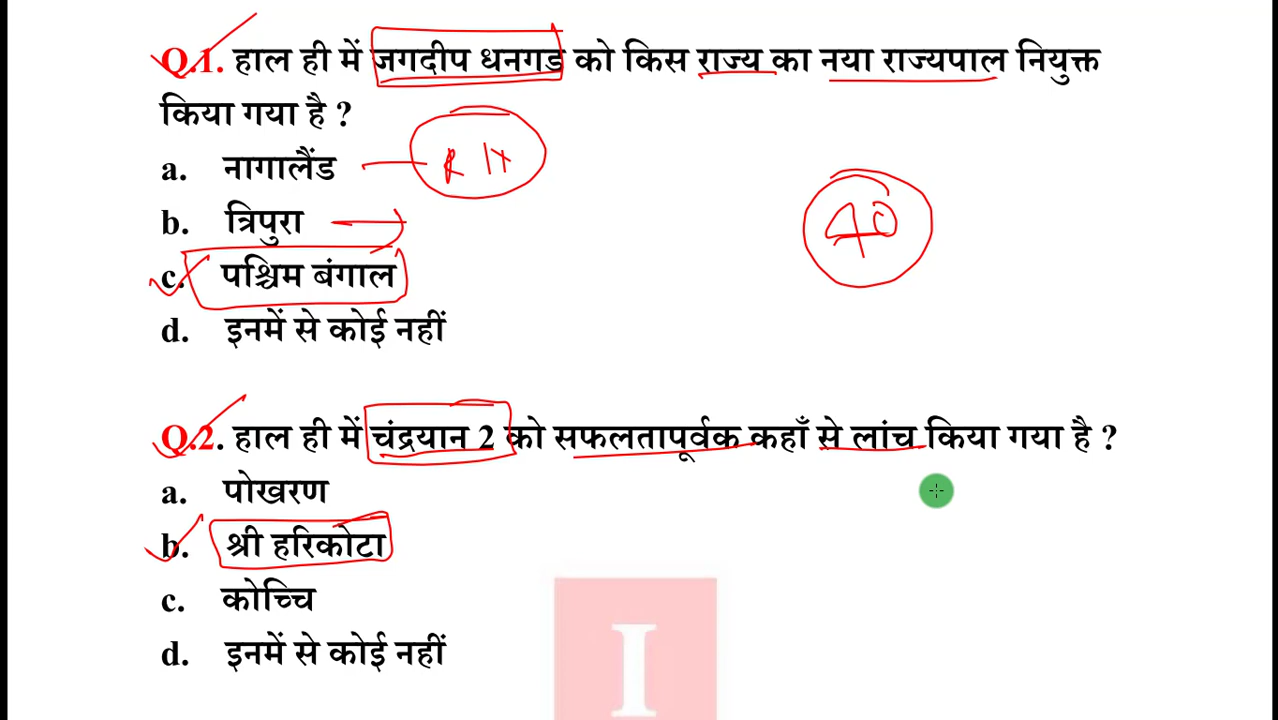 Q.1. हाल ही में जगदीप धनगड को किस राज्य का नया राज्यपाल नियुक्त
किया गया है ?
a. नागालैंड
b. त्रिपुरा
c. पश्चिम बंगाल
d. इनमें से कोई नहीं
40
Q.2. हाल ही में चंद्रयान 2 को सफलतापूर्वक कहाँ से लांच किया गया है ?
a. पोखरण
b. श्री हरिकोटा
c. कोच्चि
d. इनमें से कोई नहीं
I